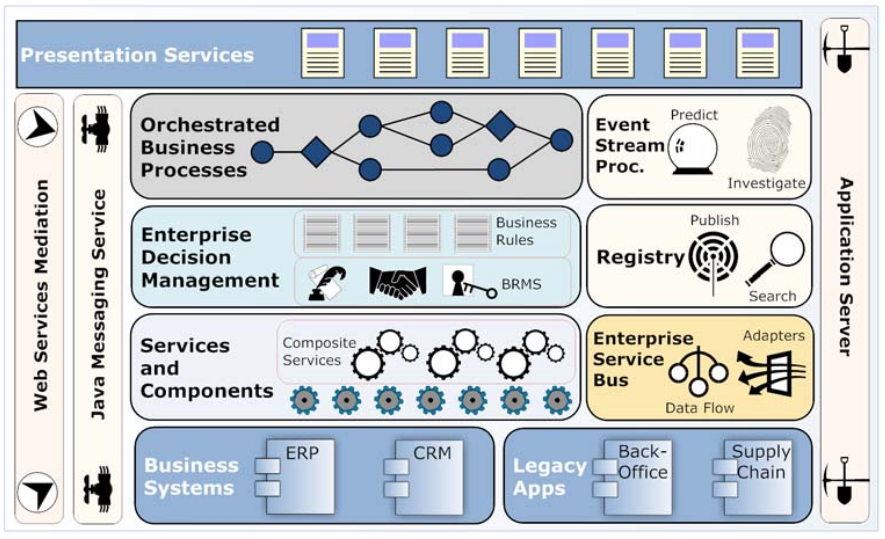 Presentation Services
Web Services Mediation
Java Messaging Service
Orchestrated
Business
Processes
Event
Stream
Proc.
Predict
Investigate
Enterprise
Decision
Management
Business
Rules
BRMS
Registry
Publish
Search
Services
and
Components
Composite
Services
Enterprise
Service
Bus
Adapters
Data Flow
Business
Systems
ERP
CRM
Legacy
Apps
Back-
Office
Supply
Chain
Application Server